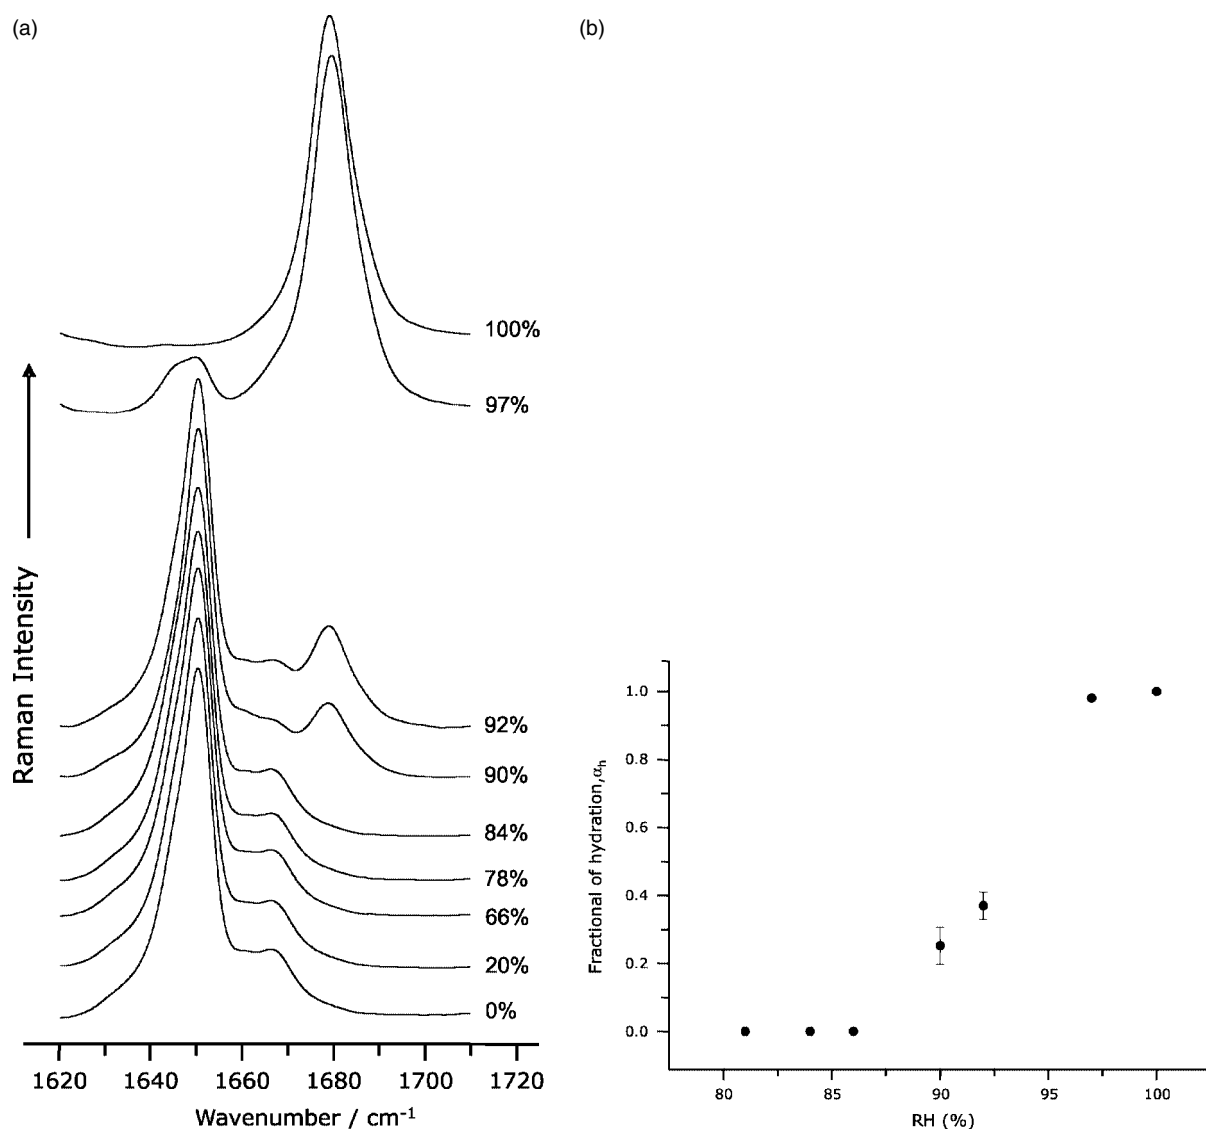 (a)
(b)
100%
97%
92%
90%
84%
78%
66%
20%
0%
Raman Intensity
1620 1640 1660 1680 1700 1720
Wavenumber / cm⁻¹
1.0
0.8
0.6
0.4
0.2
0.0
Fractional of hydration,αₕ
80 85 90 95 100
RH (%)